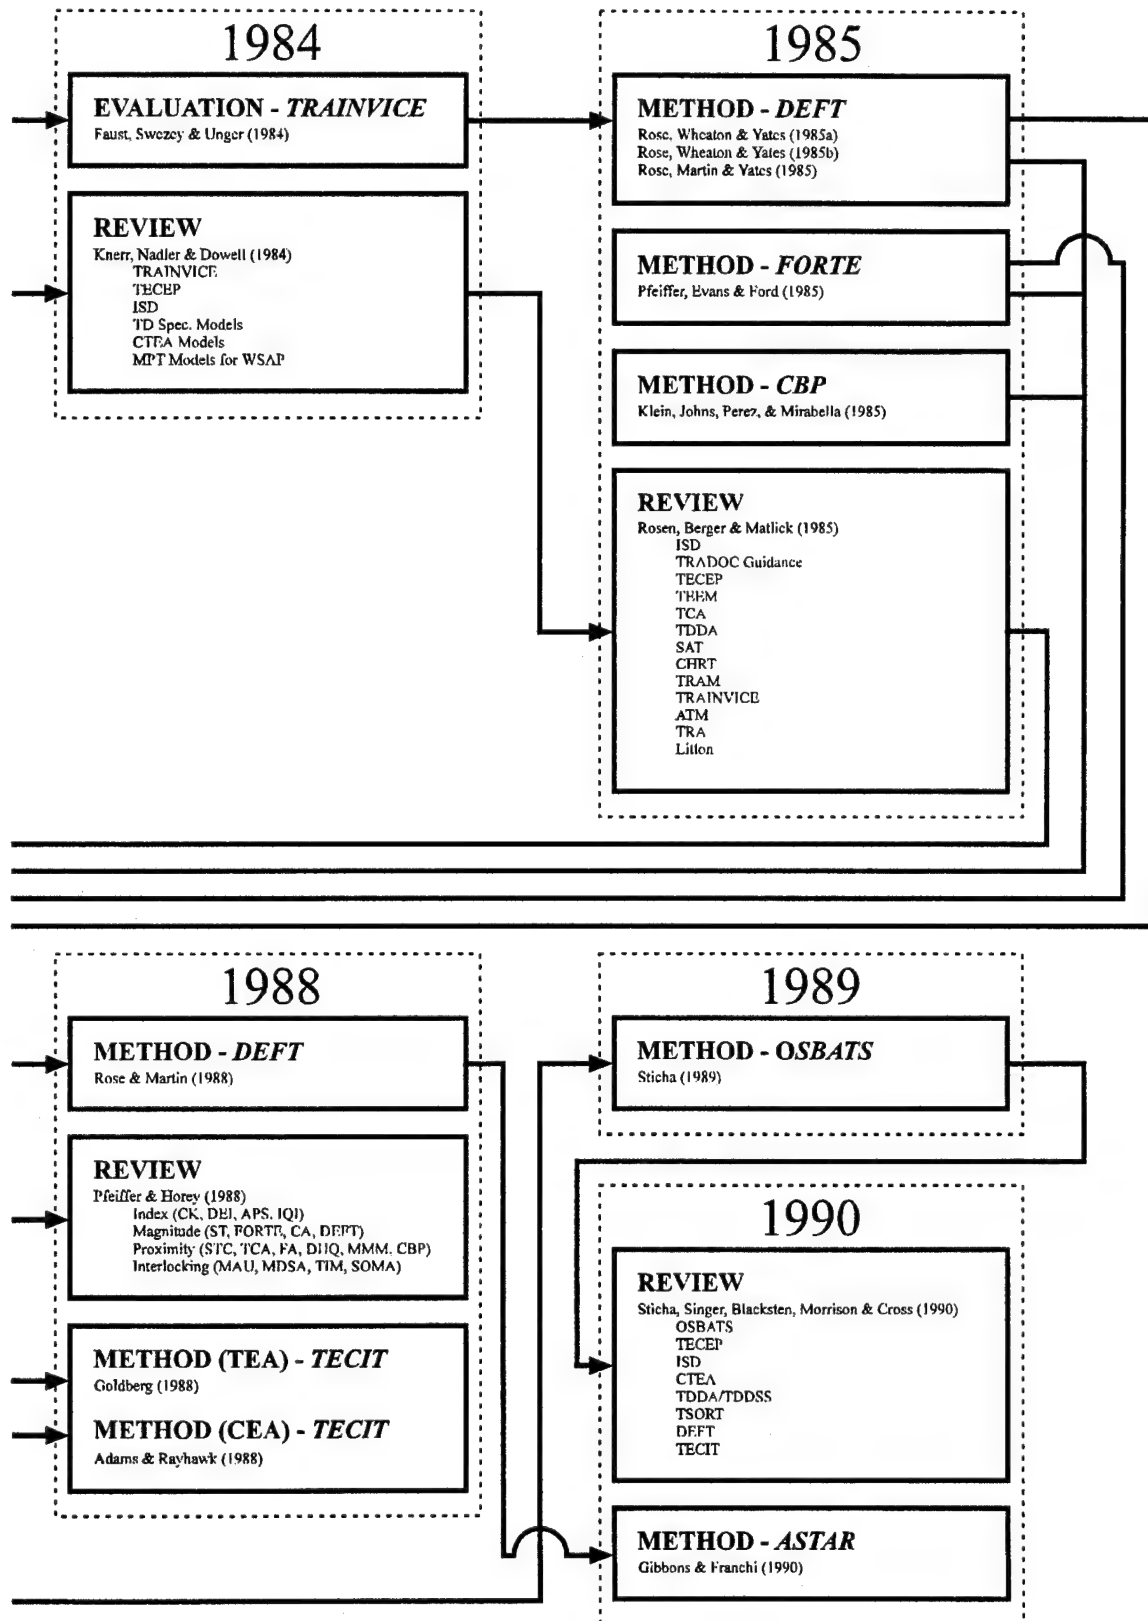 1984
EVALUATION - TRAINVICE
Faust, Swezey & Unger (1984)
REVIEW
Knerr, Nadler & Dowell (1984)
TRAINVICE
TECEP
ISD
TD Spec. Models
CTEA Models
MPT Models for WSAP
1985
METHOD - DEFT
Rose, Wheaton & Yates (1985a)
Rose, Wheaton & Yates (1985b)
Rose, Martin & Yates (1985)
METHOD - FORTE
Pfeiffer, Evans & Ford (1985)
METHOD - CBP
Klein, Johns, Perez, & Mirabella (1985)
REVIEW
Rosen, Berger & Matlick (1985)
ISD
TRADOC Guidance
TECEP
TEEM
TCA
TDDA
SAT
CHRT
TRAM
TRAINVICE
ATM
TRA
Litton
1988
METHOD - DEFT
Rose & Martin (1988)
REVIEW
Pfeiffer & Horey (1988)
Index (CK, DEI, APS, IQI)
Magnitude (ST, FORTE, CA, DEFT)
Proximity (STC, TCA, FA, DHQ, MMM, CBP)
Interlocking (MAU, MDSA, TIM, SOMA)
METHOD (TEA) - TECIT
Goldberg (1988)
METHOD (CEA) - TECIT
Adams & Rayhawk (1988)
1989
METHOD - OSBATS
Sticha (1989)
1990
REVIEW
Sticha, Singer, Blacksten, Morrison & Cross (1990)
OSBATS
TECEP
ISD
CTEA
TDDA/TDDSS
TSORT
DEFT
TECIT
METHOD - ASTAR
Gibbons & Franchi (1990)